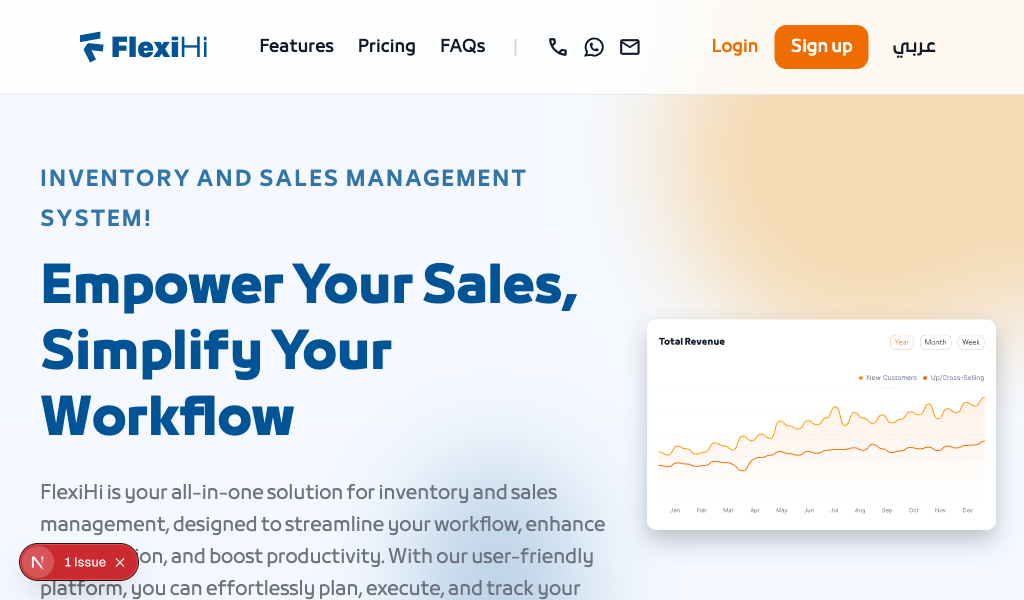 FlexiHi
Features
Pricing
FAQs
Login
Sign up
عربي
INVENTORY AND SALES MANAGEMENT
SYSTEM!
Empower Your Sales,
Simplify Your
Workflow
FlexiHi is your all-in-one solution for inventory and sales
management, designed to streamline your workflow, enhance
ion, and boost productivity. With our user-friendly
platform, you can effortlessly plan, execute, and track your
N 1 Issue
Total Revenue
Year
Month
Week
New Customers
Up/Cross-Selling
Jan Feb Mar Apr May Jun Jul Aug Sep Oct Nov Dec